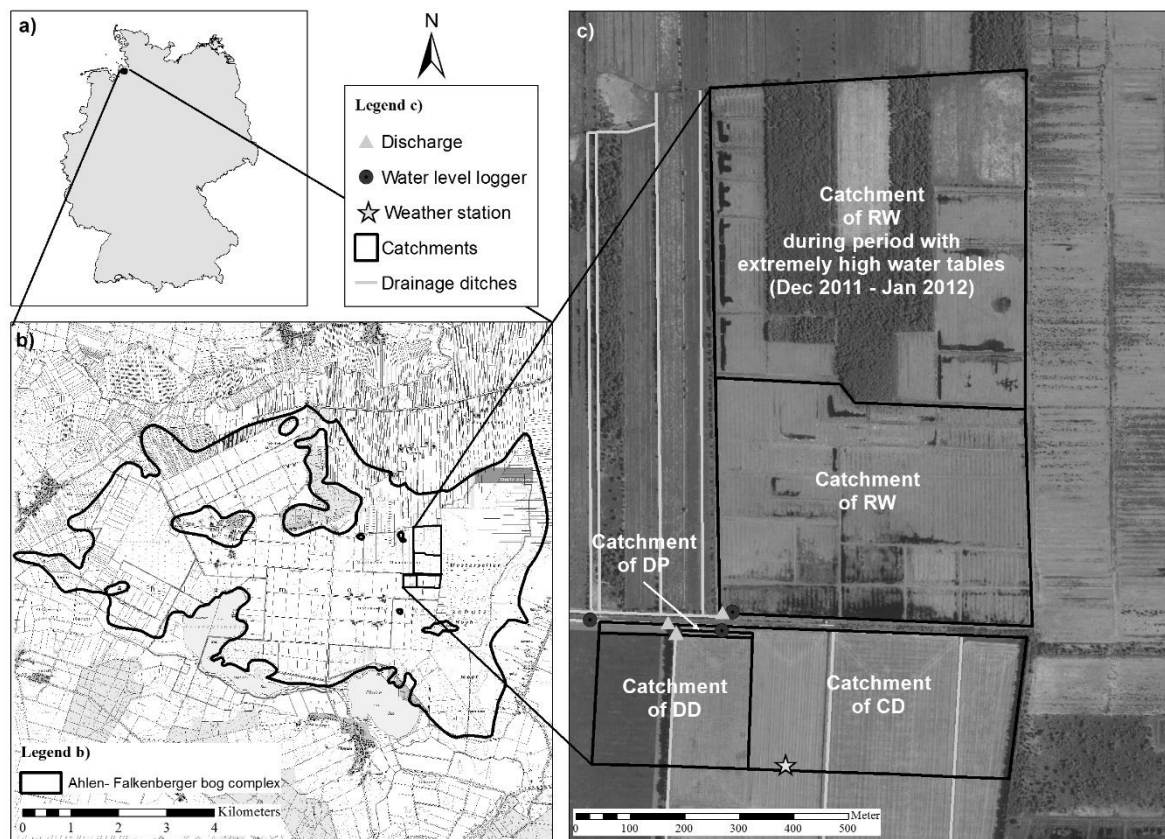 a)
N
Legend c)
Discharge
Water level logger
Weather station
Catchments
Drainage ditches
b)
Legend b)
Ahlen- Falkenberger bog complex
Kilometers
0 1 2 3 4
c)
Catchment
of RW
during period with
extremely high water tables
(Dec 2011 - Jan 2012)
Catchment
of RW
Catchment
of DP
Catchment
of DD
Catchment
of CD
Meter
0 100 200 300 400 500